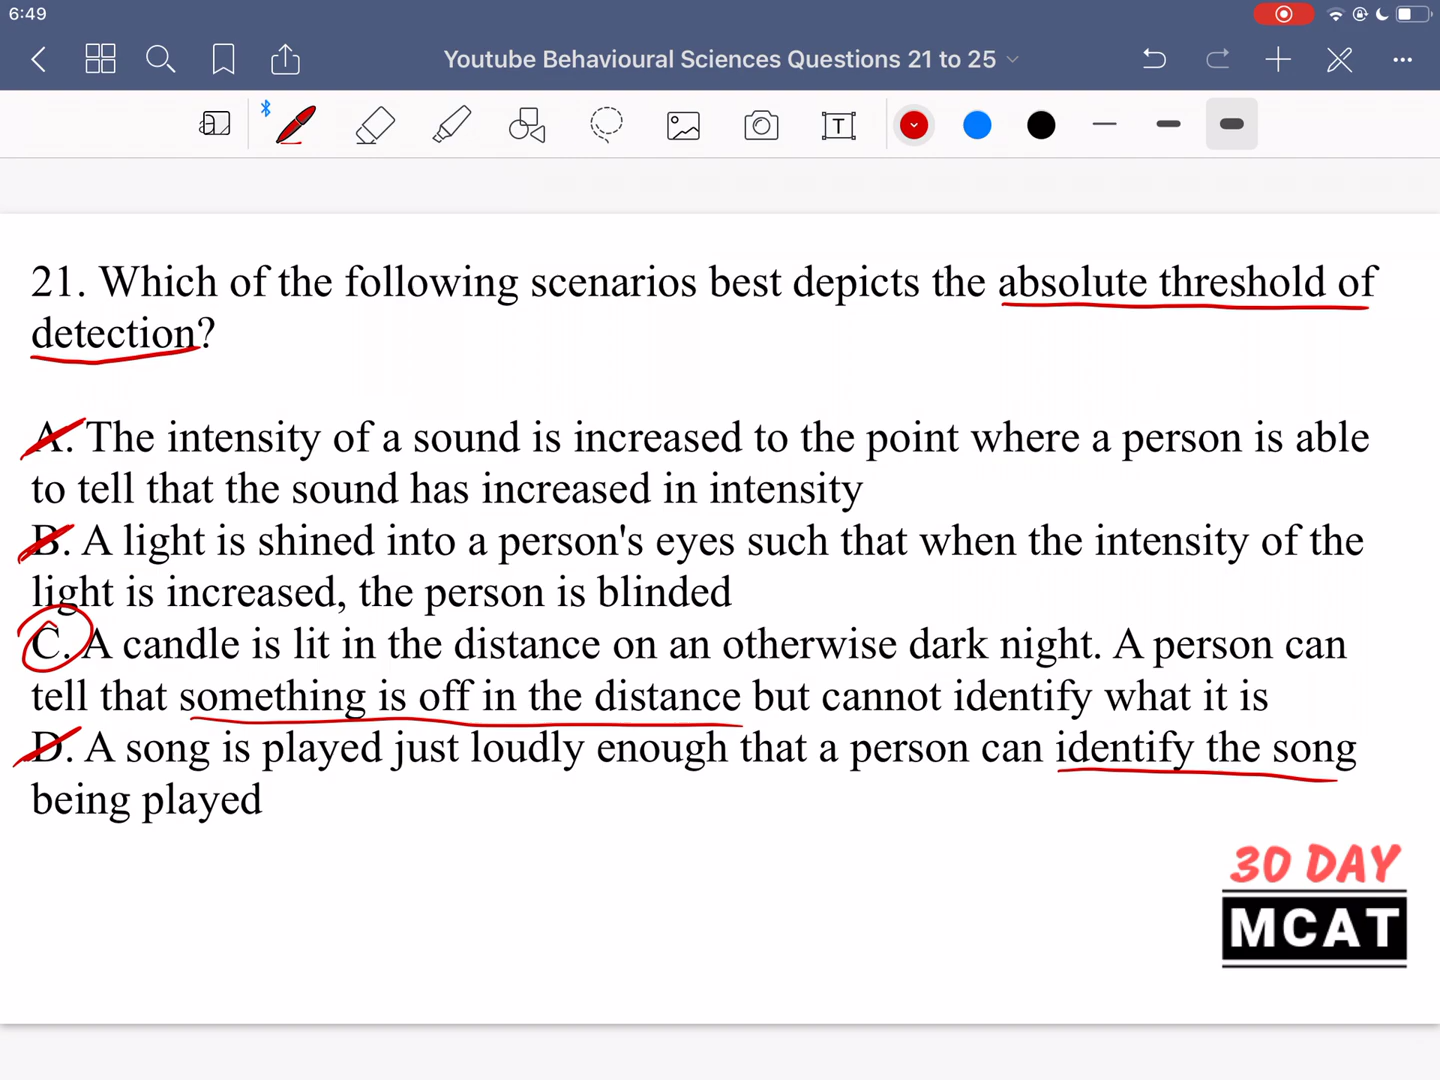 6:49
Youtube Behavioural Sciences Questions 21 to 25
T
21. Which of the following scenarios best depicts the absolute threshold of
detection?
A. The intensity of a sound is increased to the point where a person is able
to tell that the sound has increased in intensity
B. A light is shined into a person's eyes such that when the intensity of the
light is increased, the person is blinded
C. A candle is lit in the distance on an otherwise dark night. A person can
tell that something is off in the distance but cannot identify what it is
D. A song is played just loudly enough that a person can identify the song
being played
30 DAY
MCAT